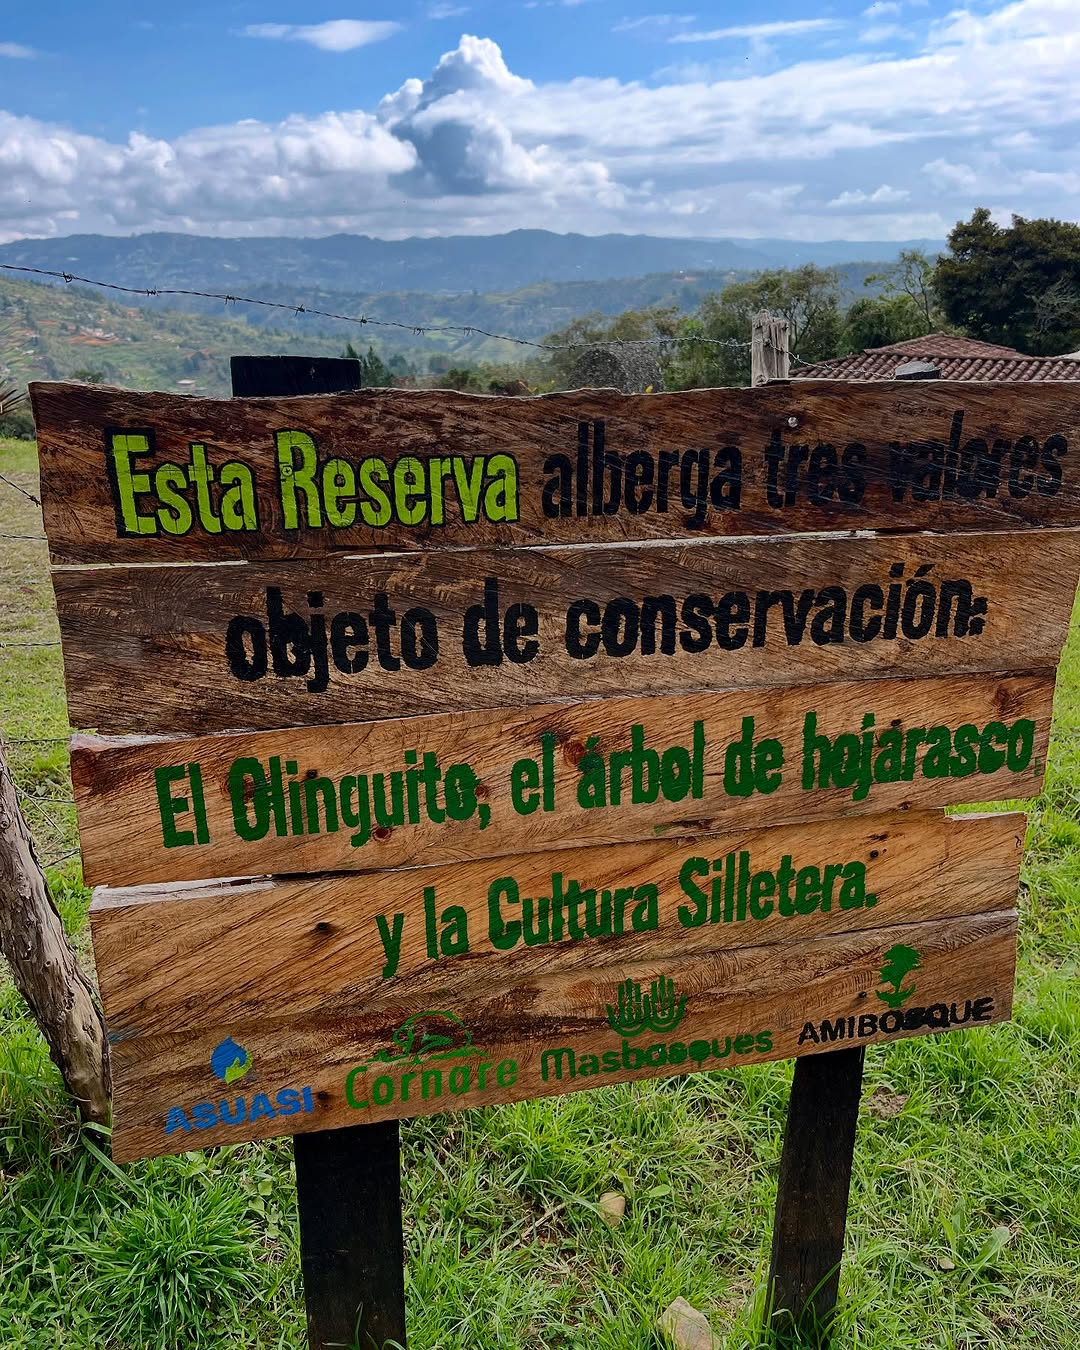 Esta Reserva alberga tres valores
objeto de conservación:
El Olinguito, el árbol de hojarasco,
y la Cultura Silletera.
ASUASI
Cornare
Masbosques
AMIBOSQUE